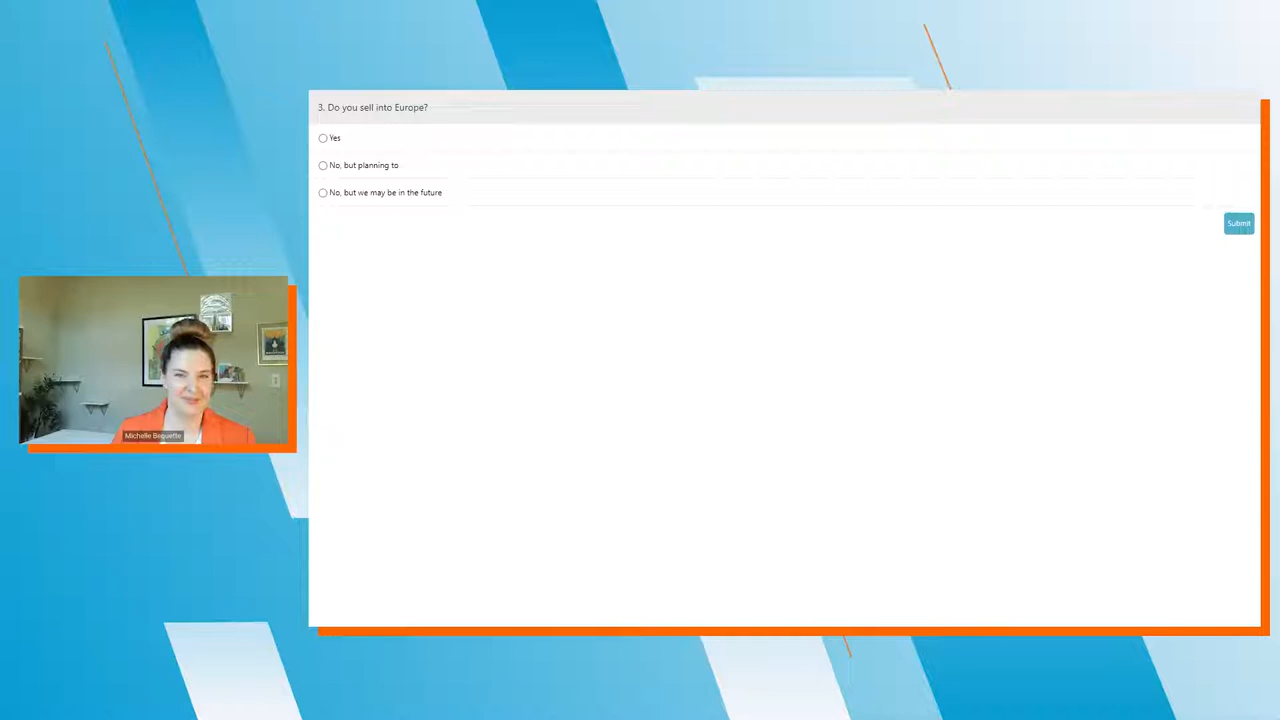 3. Do you sell into Europe?
Yes
No, but planning to
No, but we may be in the future
Submit
Michelle Bequette